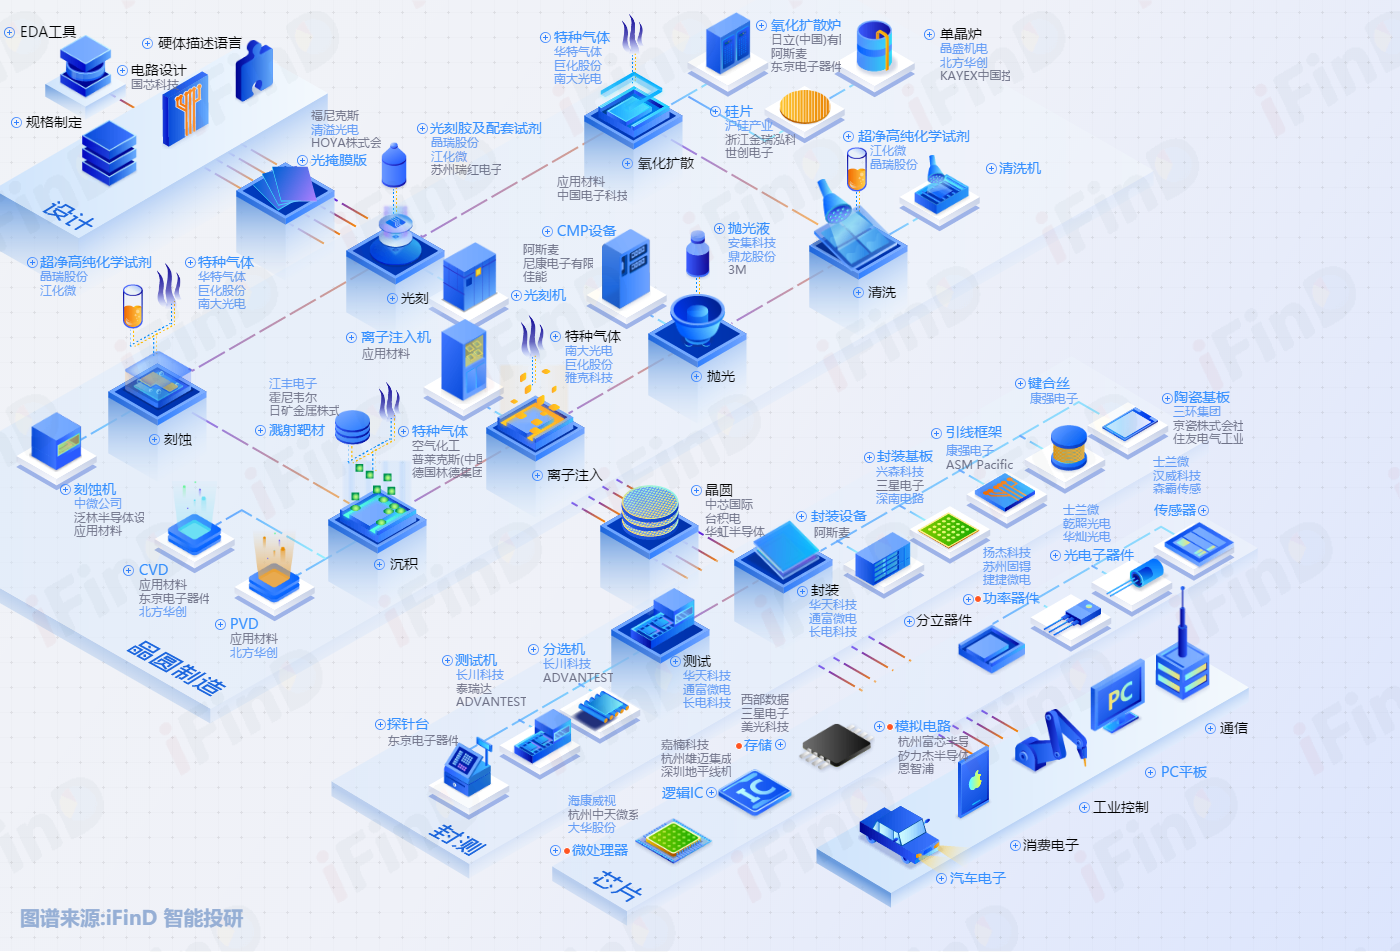 EDA工具
硬体描述语言
电路设计
国芯科技
规格制定
设计
福尼克斯
清溢光电
HOYA株式会
光掩膜版
光刻胶及配套试剂
晶瑞股份
江化微
苏州瑞红电子
特种气体
华特气体
巨化股份
南大光电
氧化扩散炉
日立(中国)有
阿斯麦
东京电子器件
单晶炉
晶盛机电
北方华创
KAYEX中国
硅片
沪硅产业
浙江金瑞泓科
世创电子
氧化扩散
应用材料
中国电子科技
超净高纯化学试剂
江化微
晶瑞股份
清洗机
清洗
CMP设备
阿斯麦
尼康电子有限
佳能
抛光液
安集科技
鼎龙股份
3M
抛光
光刻
光刻机
超净高纯化学试剂
晶瑞股份
江化微
特种气体
华特气体
巨化股份
南大光电
离子注入机
应用材料
特种气体
南大光电
巨化股份
雅克科技
离子注入
刻蚀
江丰电子
霍尼韦尔
日矿金属株式
溅射靶材
特种气体
空气化工
普莱克斯(中
德国林德集团
刻蚀机
中微公司
泛林半导体设
应用材料
CVD
应用材料
东京电子器件
北方华创
PVD
应用材料
北方华创
沉积
晶圆制造
晶圆
中芯国际
台积电
华虹半导体
键合丝
康强电子
陶瓷基板
三环集团
京瓷株式会社
住友电气工业
引线框架
康强电子
ASM Pacific
封装基板
兴森科技
三星电子
深南电路
封装设备
阿斯麦
封装
华天科技
通富微电
长电科技
士兰微
汉威科技
森霸传感
传感器
士兰微
乾照光电
华灿光电
光电子器件
扬杰科技
苏州固锝
捷捷微电
功率器件
分立器件
测试
华天科技
通富微电
长电科技
分选机
长川科技
ADVANTEST
测试机
长川科技
泰瑞达
ADVANTEST
探针台
东京电子器件
封测
西部数据
三星电子
美光科技
存储
模拟电路
杭州富芯半导
矽力杰半导体
恩智浦
嘉楠科技
杭州雄迈集成
深圳地平线机
逻辑IC
IC
海康威视
杭州中天微系
大华股份
微处理器
芯片
PC
通信
PC平板
工业控制
消费电子
汽车电子
图谱来源:iFinD 智能投研
iFinD